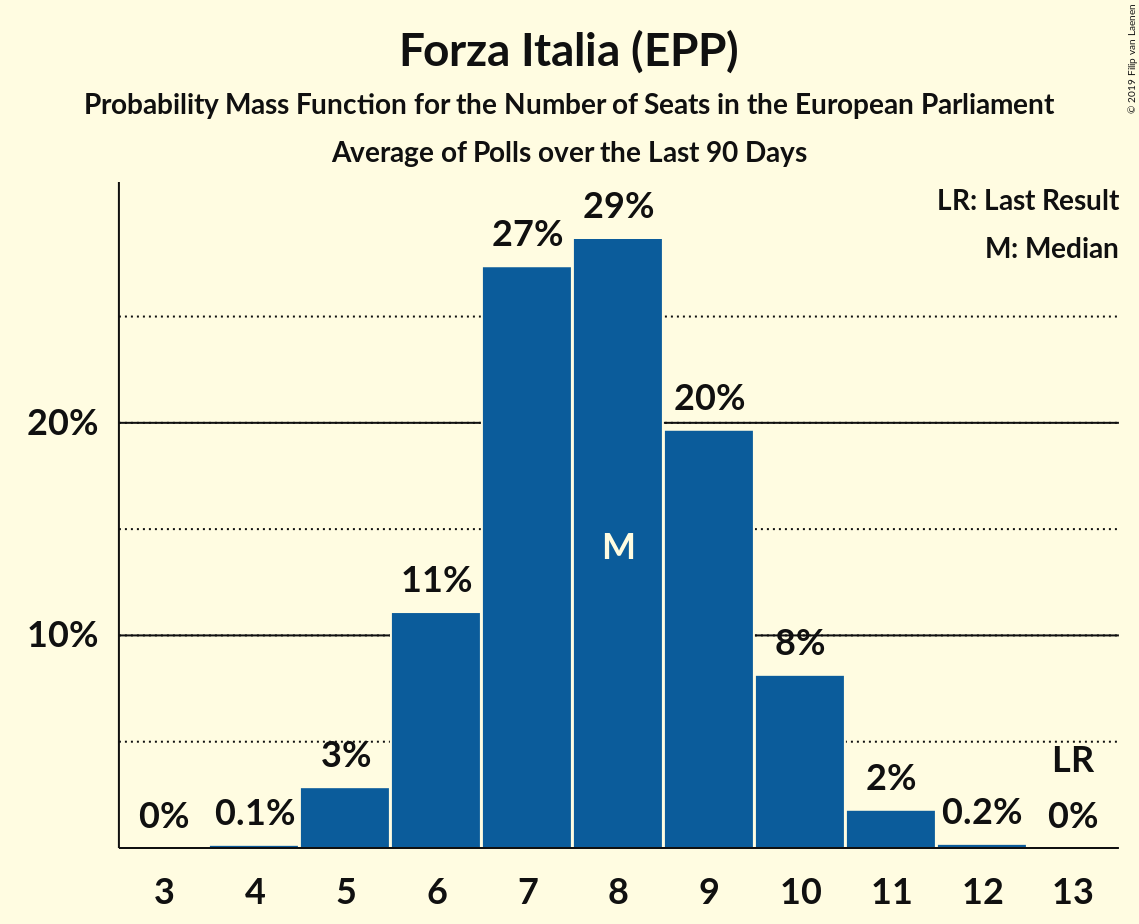 Forza Italia (EPP)
Probability Mass Function for the Number of Seats in the European Parliament
Average of Polls over the Last 90 Days
© 2019 Filip van Laenen
LR: Last Result
M: Median
29%
27%
20%
20%
M
11%
10%
8%
3%
2%
LR
0%
0.1%
0.2%
0%
3 4 5 6 7 8 9 10 11 12 13